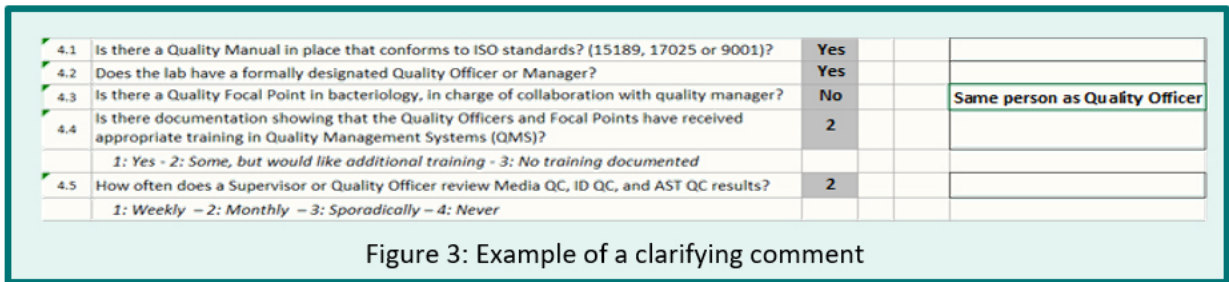 4.1 Is there a Quality Manual in place that conforms to ISO standards? (15189, 17025 or 9001)? Yes
4.2 Does the lab have a formally designated Quality Officer or Manager? Yes
4.3 Is there a Quality Focal Point in bacteriology, in charge of collaboration with quality manager? No Same person as Quality Officer
4.4 Is there documentation showing that the Quality Officers and Focal Points have received
appropriate training in Quality Management Systems (QMS)? 2
1: Yes - 2: Some, but would like additional training - 3: No training documented
4.5 How often does a Supervisor or Quality Officer review Media QC, ID QC, and AST QC results? 2
1: Weekly – 2: Monthly – 3: Sporadically – 4: Never
Figure 3: Example of a clarifying comment